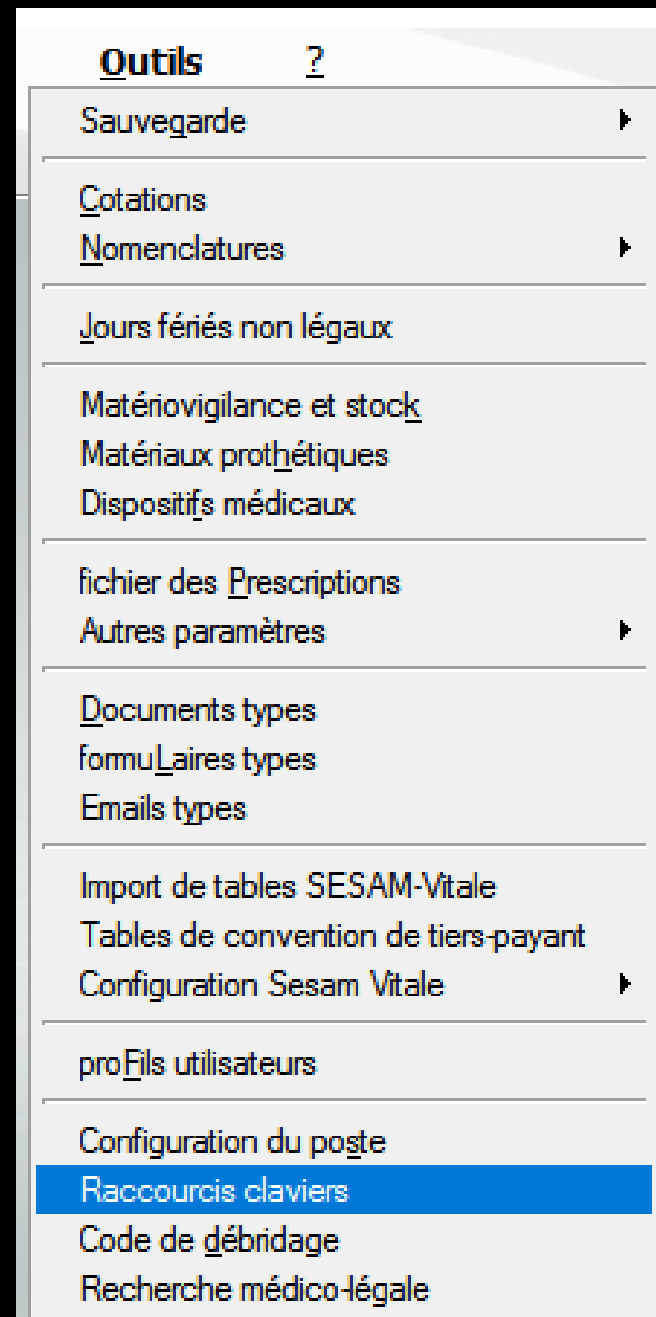 Outils ?
Sauvegarde
Cotations
Nomenclatures
Jours fériés non légaux
Matériovigilance et stock
Matériaux prothétiques
Dispositifs médicaux
fichier des Prescriptions
Autres paramètres
Documents types
formuLaires types
Emails types
Import de tables SESAM-Vitale
Tables de convention de tiers-payant
Configuration Sesam Vitale
proFils utilisateurs
Configuration du poste
Raccourcis claviers
Code de débridage
Recherche médico-légale